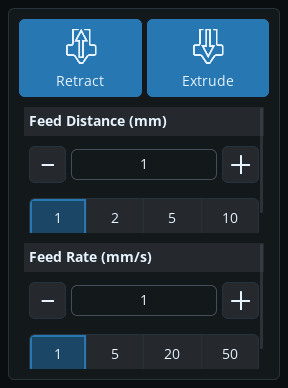 Retract Extrude
Feed Distance (mm)
− 1 +
1 2 5 10
Feed Rate (mm/s)
− 1 +
1 5 20 50